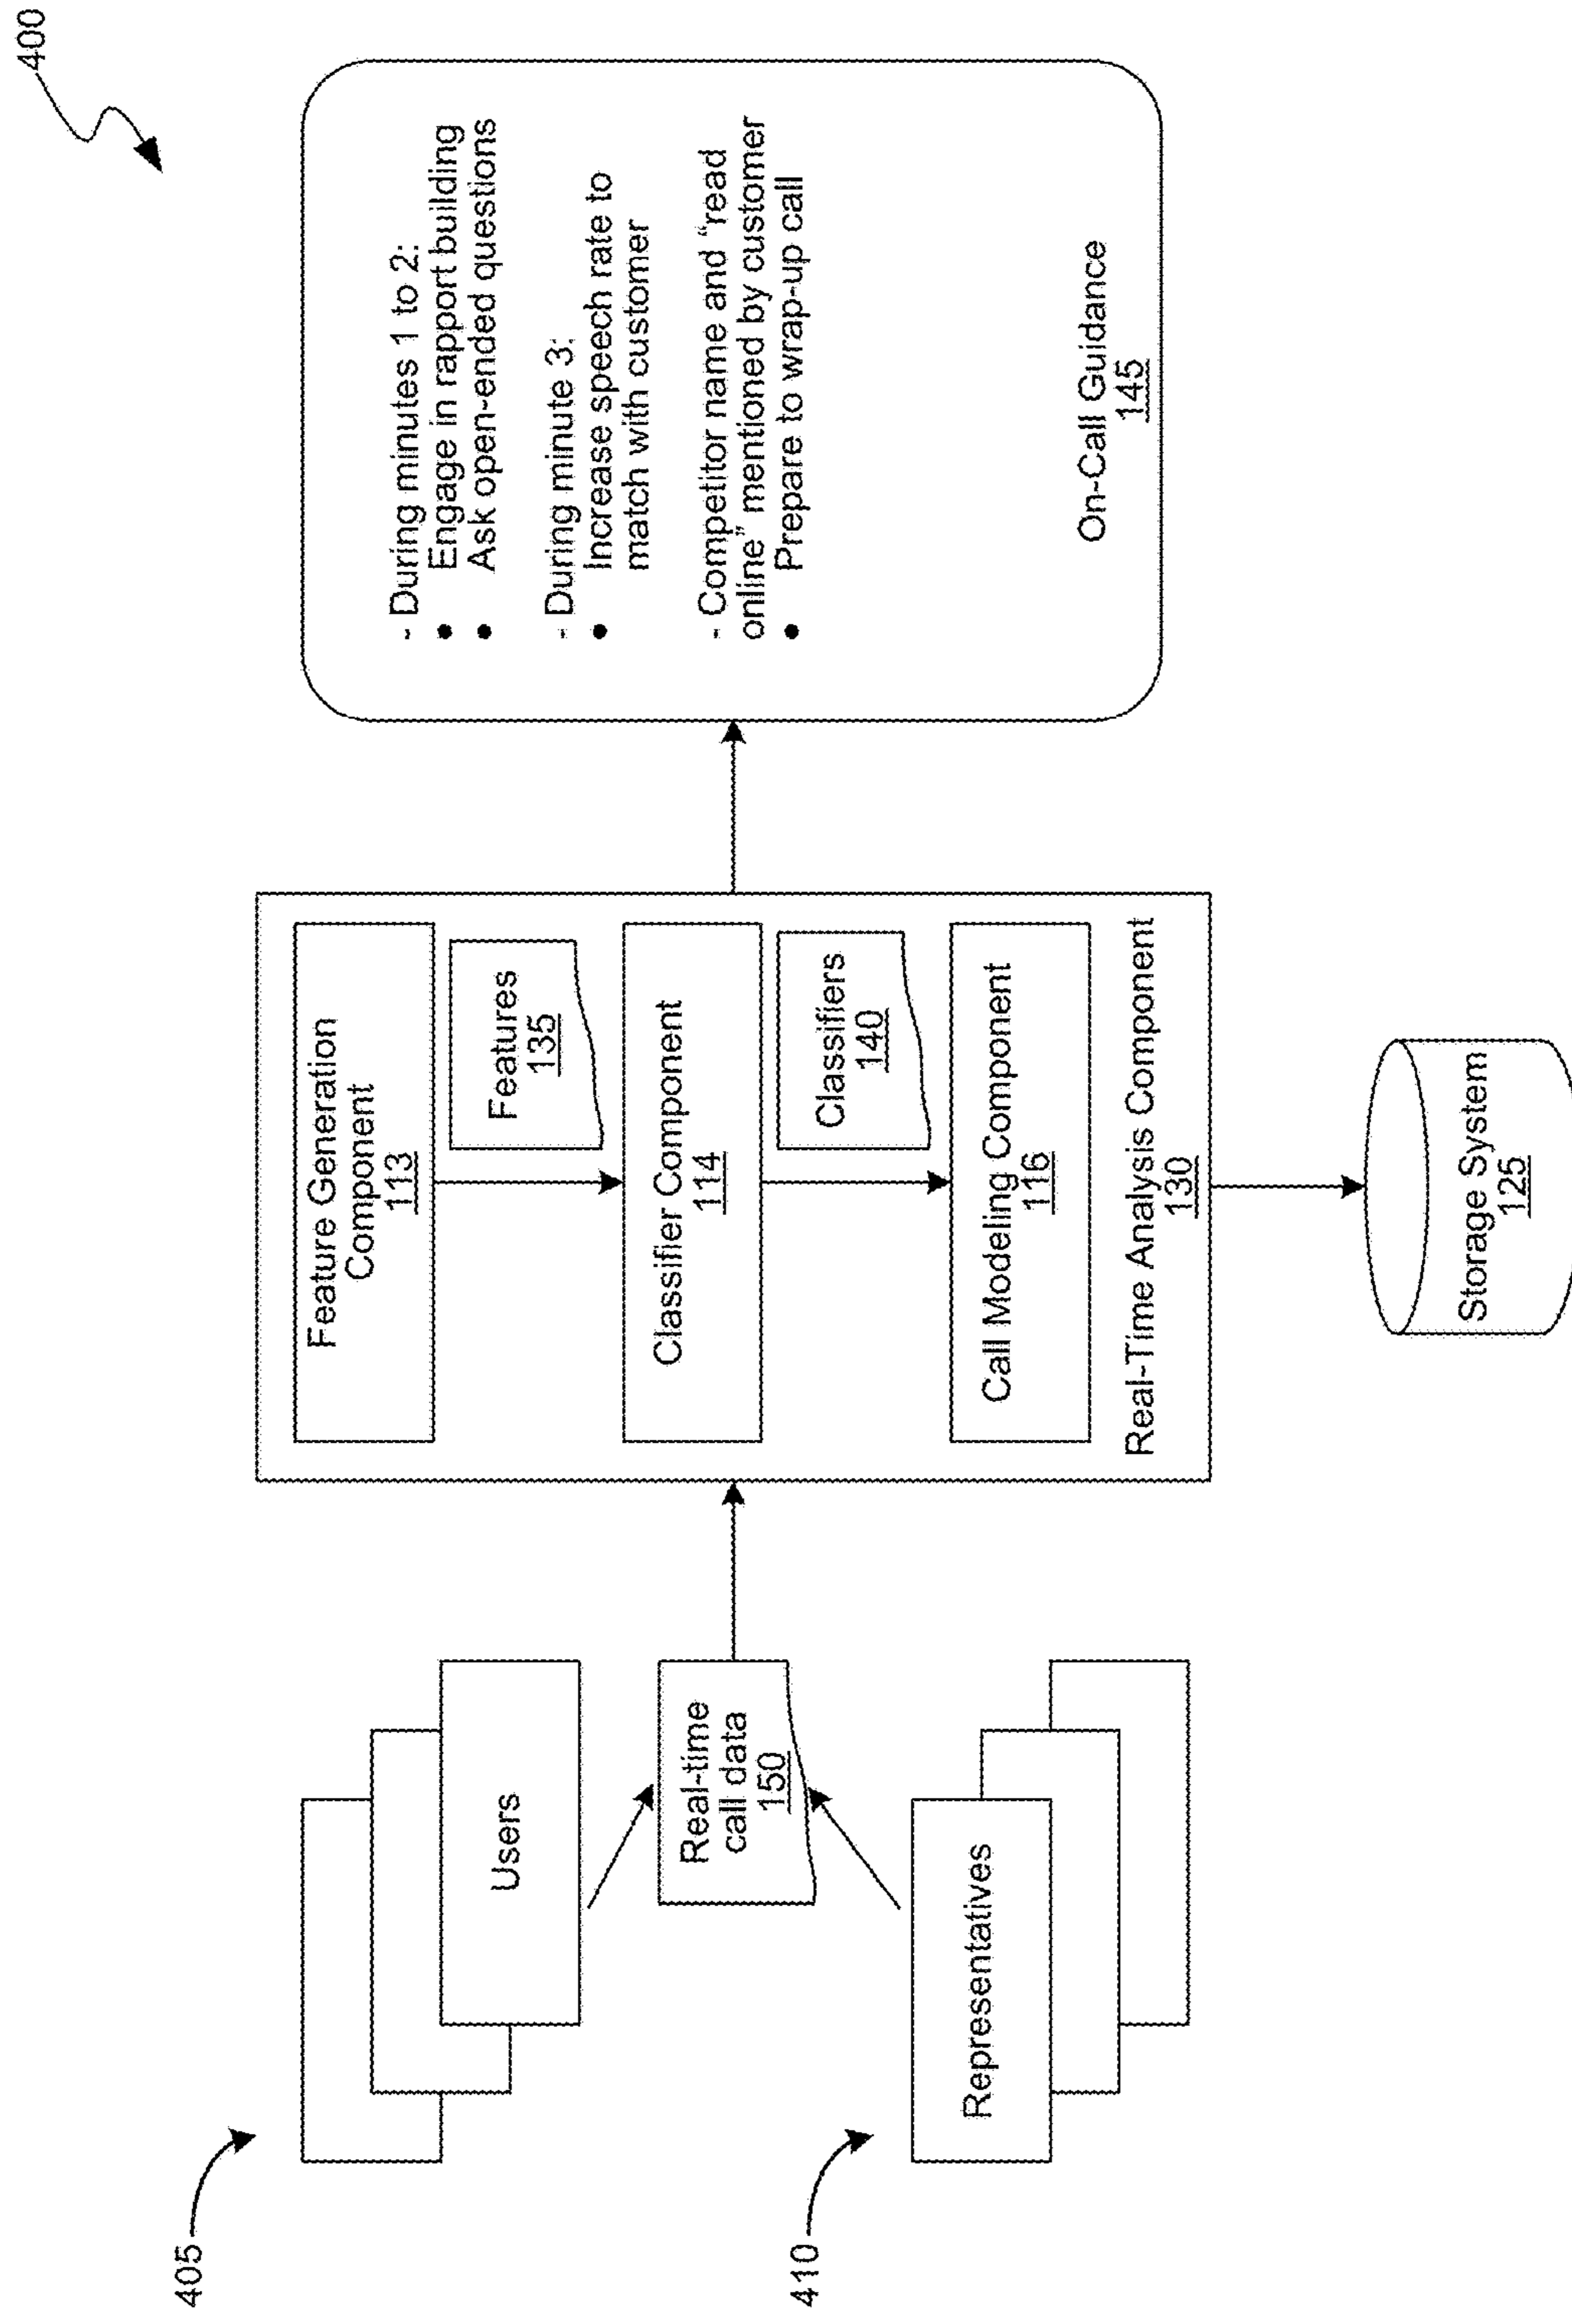 400
405
Users
Real-time
call data
150
410
Representatives
Feature Generation
Component
113
Features
135
Classifier Component
114
Classifiers
140
Call Modeling Component
116
Real-Time Analysis Component
130
Storage System
125
- During minutes 1 to 2:
• Engage in rapport building
• Ask open-ended questions
- During minute 3:
• Increase speech rate to
match with customer
- Competitor name and “read
online” mentioned by customer
• Prepare to wrap-up call
On-Call Guidance
145